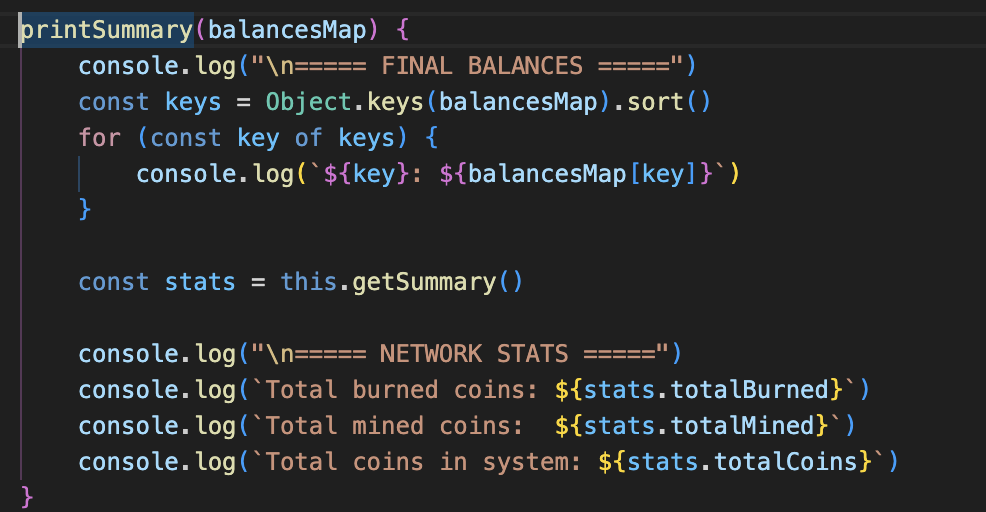 printSummary(balancesMap) {
    console.log("\n===== FINAL BALANCES =====")
    const keys = Object.keys(balancesMap).sort()
    for (const key of keys) {
        console.log(`${key}: ${balancesMap[key]}`)
    }

    const stats = this.getSummary()

    console.log("\n===== NETWORK STATS =====")
    console.log(`Total burned coins: ${stats.totalBurned}`)
    console.log(`Total mined coins:  ${stats.totalMined}`)
    console.log(`Total coins in system: ${stats.totalCoins}`)
}